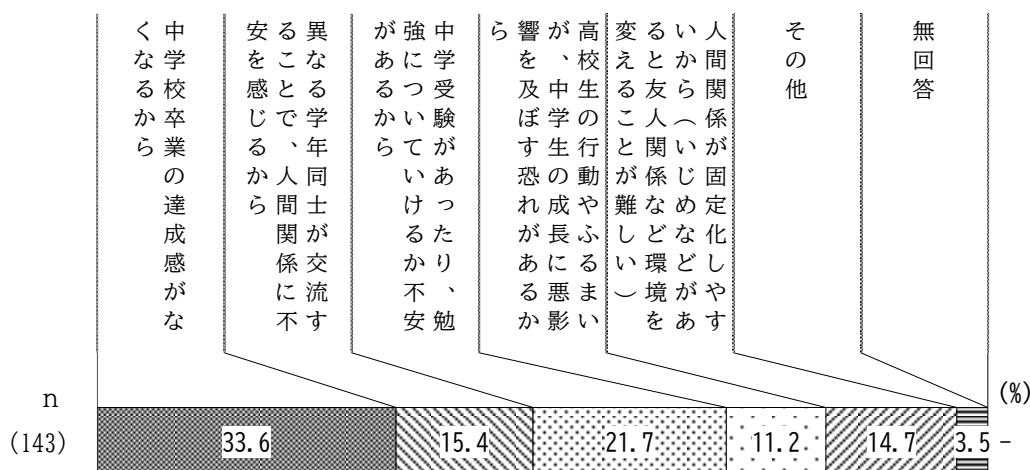 中学校卒業の達成感がな
くなるから
異なる学年同士が交流す
ることで、人間関係に不
安を感じるから
中学受験があったり、勉
強についていけるか不安
があるから
高校生の行動やふるまい
が、中学生の成長に悪影
響を及ぼす恐れがあるか
ら
人間関係が固定化しやす
いから（いじめなどがあ
ると友人関係など環境を
変えることが難しい）
その他
無回答
n
(%)
(143)
33.6
15.4
21.7
11.2
14.7
3.5
-